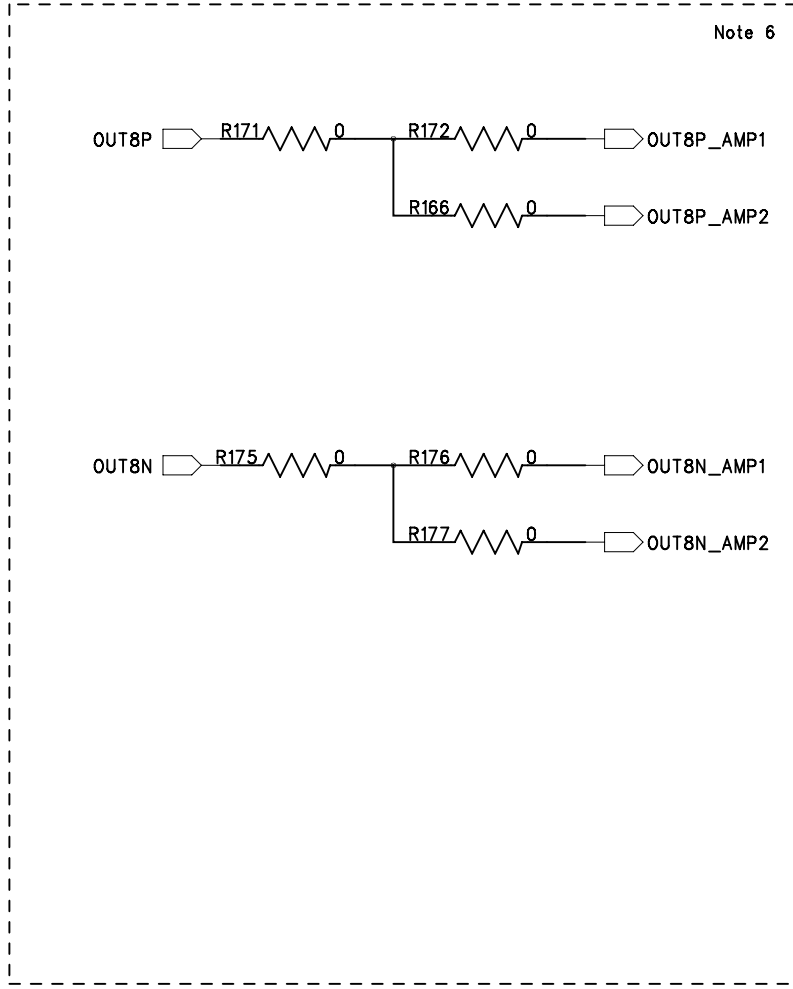 Note 6
OUT8P R171 0 R172 0 OUT8P_AMP1
R166 0 OUT8P_AMP2
OUT8N R175 0 R176 0 OUT8N_AMP1
R177 0 OUT8N_AMP2